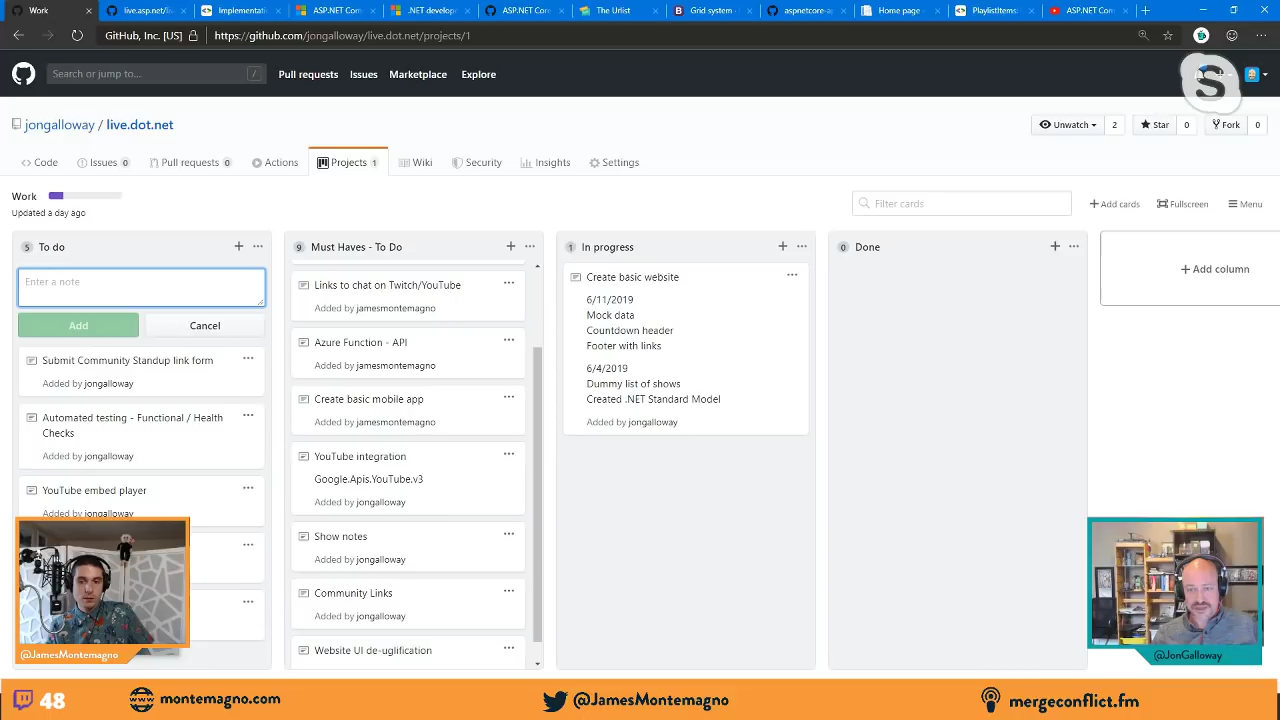 Work
live.asp.net/live
Implementatio
ASP.NET Com
.NET develop
ASP.NET Cor
The Urlist
Grid system
aspnetcore-ap
Home page -
PlaylistItems:
ASP.NET Cor
GitHub, Inc. [US]
https://github.com/jongalloway/live.dot.net/projects/1
Search or jump to...
/
Pull requests
Issues
Marketplace
Explore
jongalloway / live.dot.net
Unwatch
2
Star
0
Fork
0
Code
Issues 0
Pull requests 0
Actions
Projects 1
Wiki
Security
Insights
Settings
Work
Updated a day ago
Filter cards
Add cards
Fullscreen
Menu
5 To do
Enter a note
Add
Cancel
Submit Community Standup link form
Added by jongalloway
Automated testing - Functional / Health
Checks
Added by jongalloway
YouTube embed player
Added by jongalloway
9 Must Haves - To Do
Links to chat on Twitch/YouTube
Added by jamesmontemagno
Azure Function - API
Added by jamesmontemagno
Create basic mobile app
Added by jamesmontemagno
YouTube integration
Google.Apis.YouTube.v3
Added by jongalloway
Show notes
Added by jongalloway
Community Links
Added by jongalloway
Website UI de-uglification
1 In progress
Create basic website
6/11/2019
Mock data
Countdown header
Footer with links
6/4/2019
Dummy list of shows
Created .NET Standard Model
Added by jongalloway
0 Done
Add column
@JamesMontemagno
@JonGalloway
48
montemagno.com
@JamesMontemagno
mergeconflict.fm